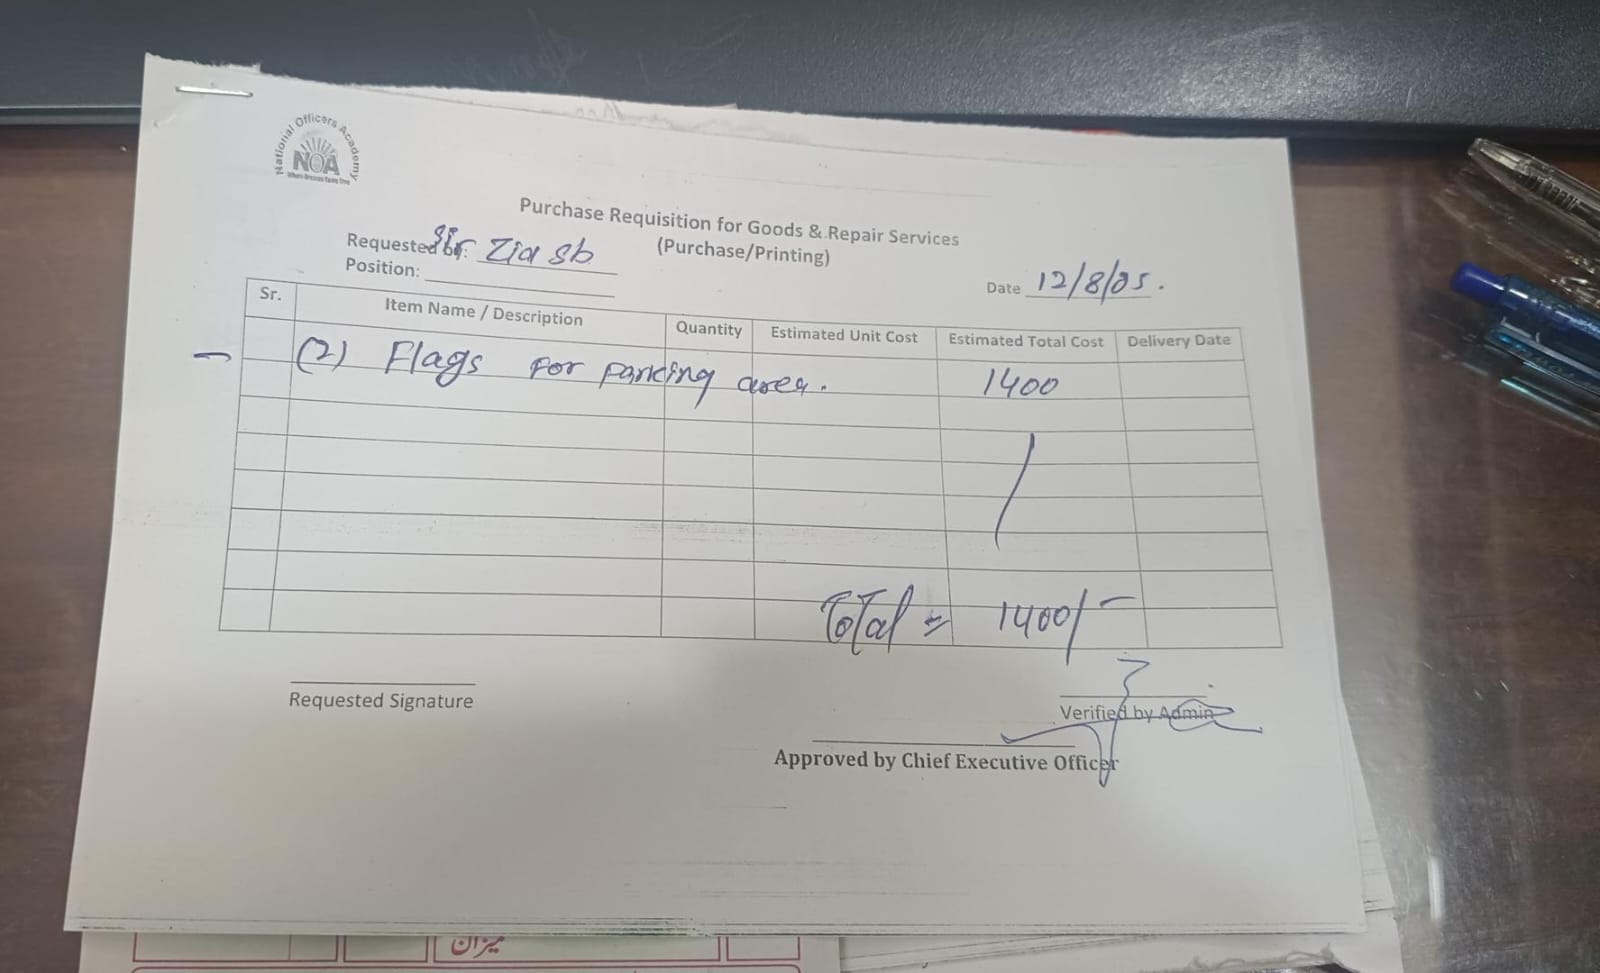 National Officers Academy
NOA
Purchase Requisition for Goods & Repair Services
(Purchase/Printing)
Requested by: Sir Zia sb
Position:
Date 12/8/25.
Sr. Item Name / Description Quantity Estimated Unit Cost Estimated Total Cost Delivery Date
(2) Flags for parking area. 1400
Total = 1400/-
Requested Signature
Verified by Admin
Approved by Chief Executive Officer
میزان